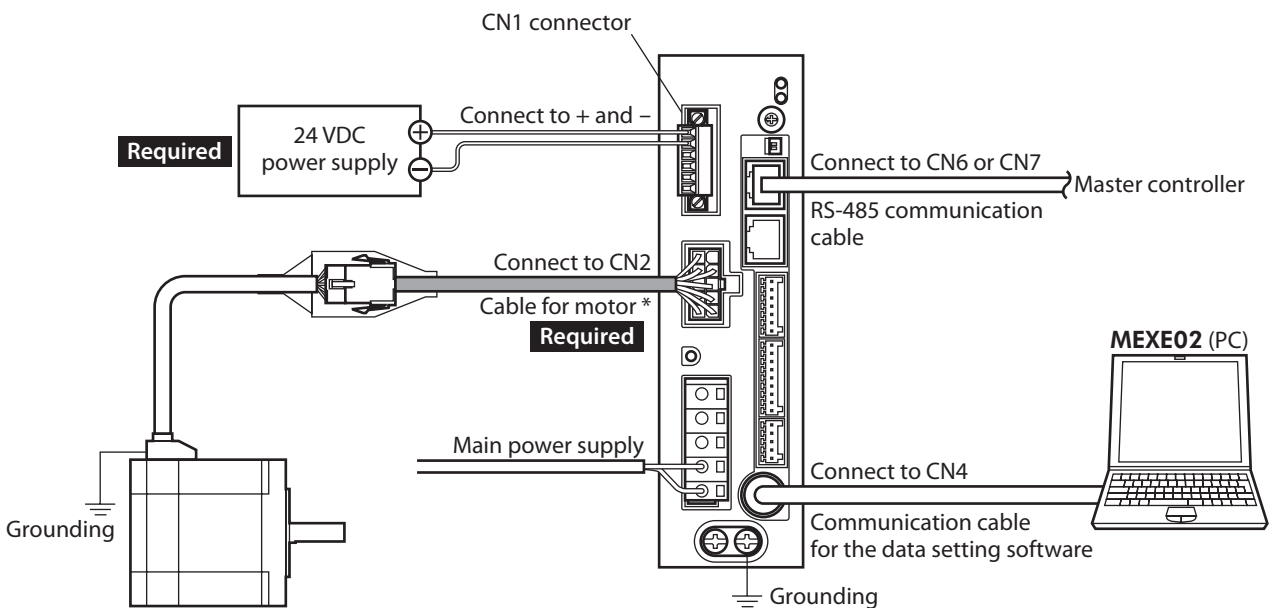 CN1 connector
Connect to + and –
24 VDC
power supply
+
−
Required
Connect to CN6 or CN7
Master controller
RS-485 communication
cable
Connect to CN2
Cable for motor *
Required
MEXE02 (PC)
Main power supply
Connect to CN4
Communication cable
for the data setting software
Grounding
Grounding